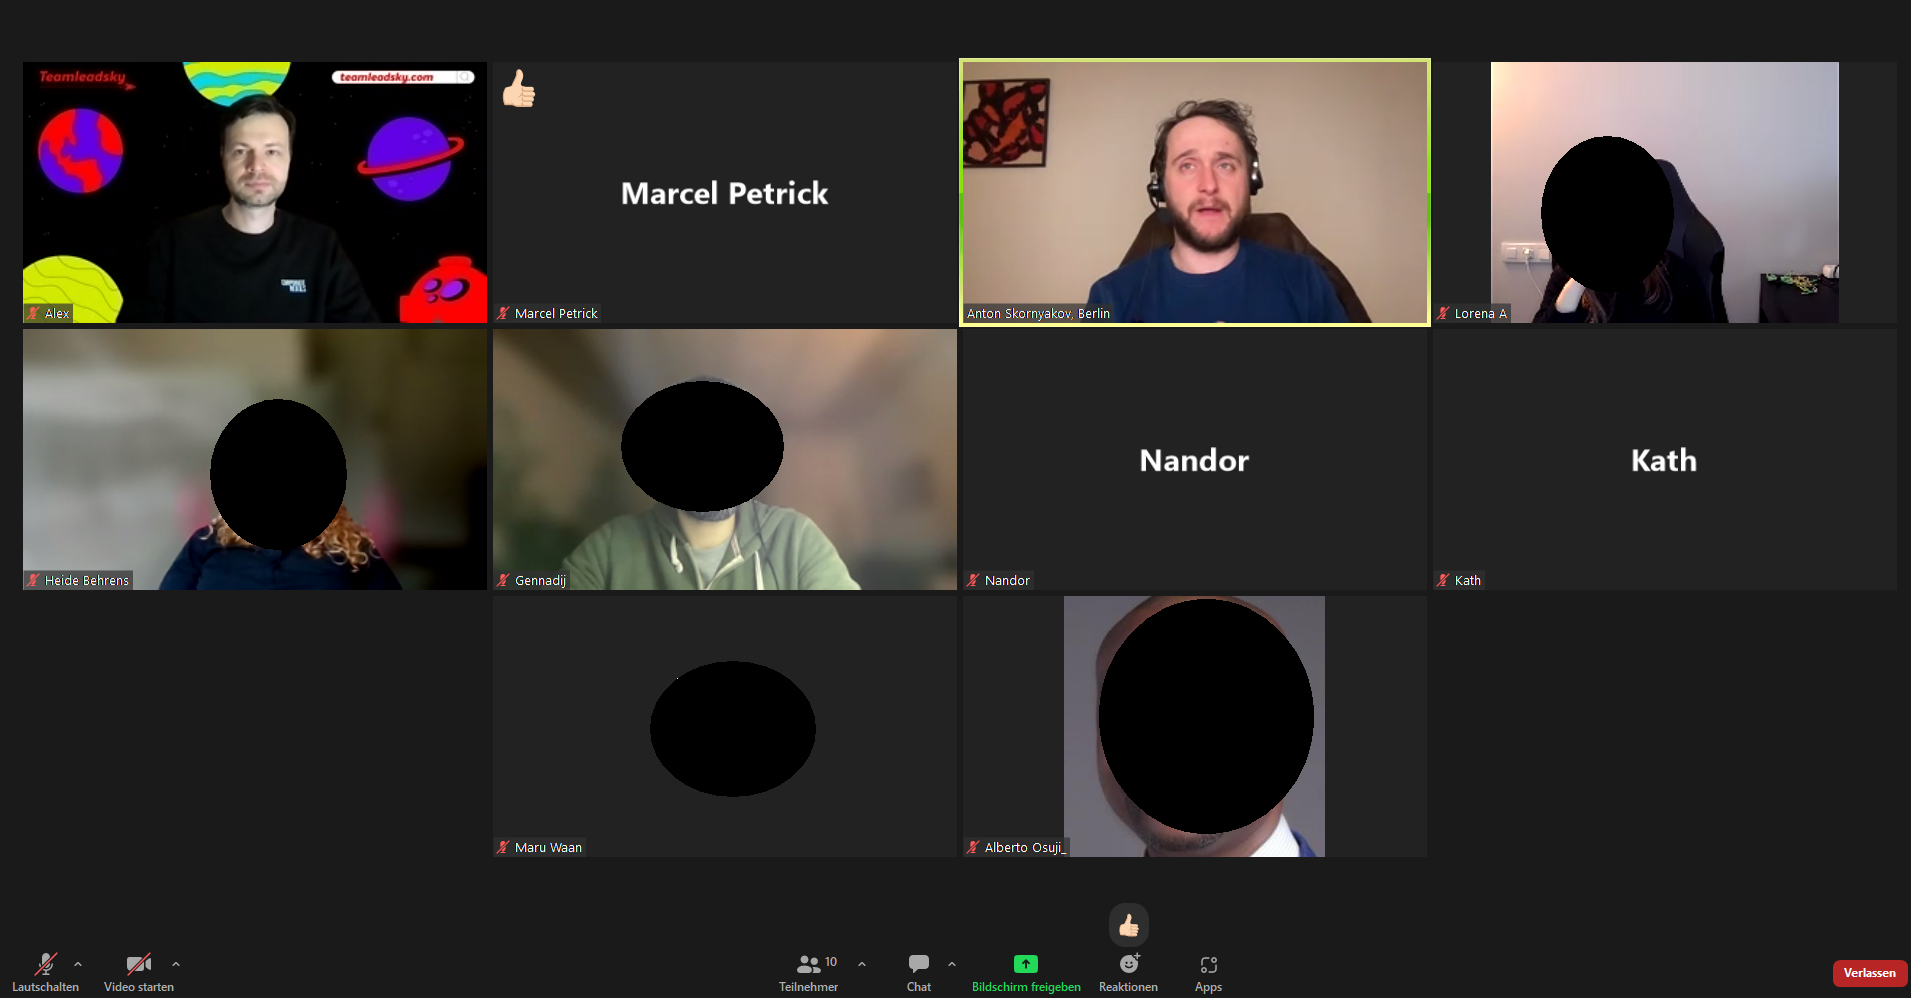 Teamleadsky
teamleadsky.com
Alex
Marcel Petrick
Marcel Petrick
Anton Skornyakov, Berlin
Lorena A
Heide Behrens
Gennadij
Nandor
Nandor
Kath
Kath
Maru Waan
Alberto Osuji_
Lautschalten
Video starten
10
Teilnehmer
Chat
Bildschirm freigeben
Reaktionen
Apps
Verlassen